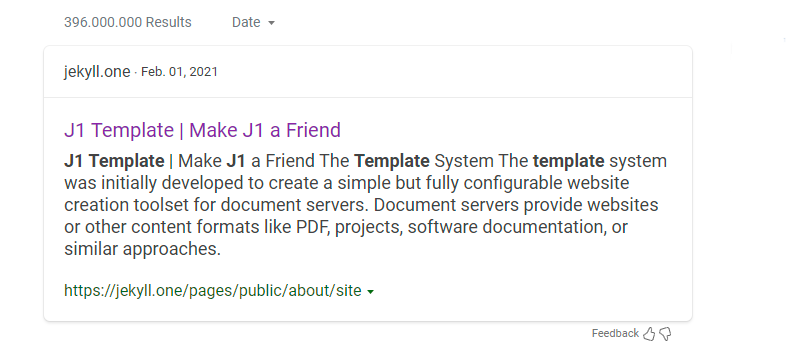 396.000.000 Results Date
jekyll.one · Feb. 01, 2021
J1 Template | Make J1 a Friend
J1 Template | Make J1 a Friend The Template System The template system
was initially developed to create a simple but fully configurable website
creation toolset for document servers. Document servers provide websites
or other content formats like PDF, projects, software documentation, or
similar approaches.
https://jekyll.one/pages/public/about/site
Feedback